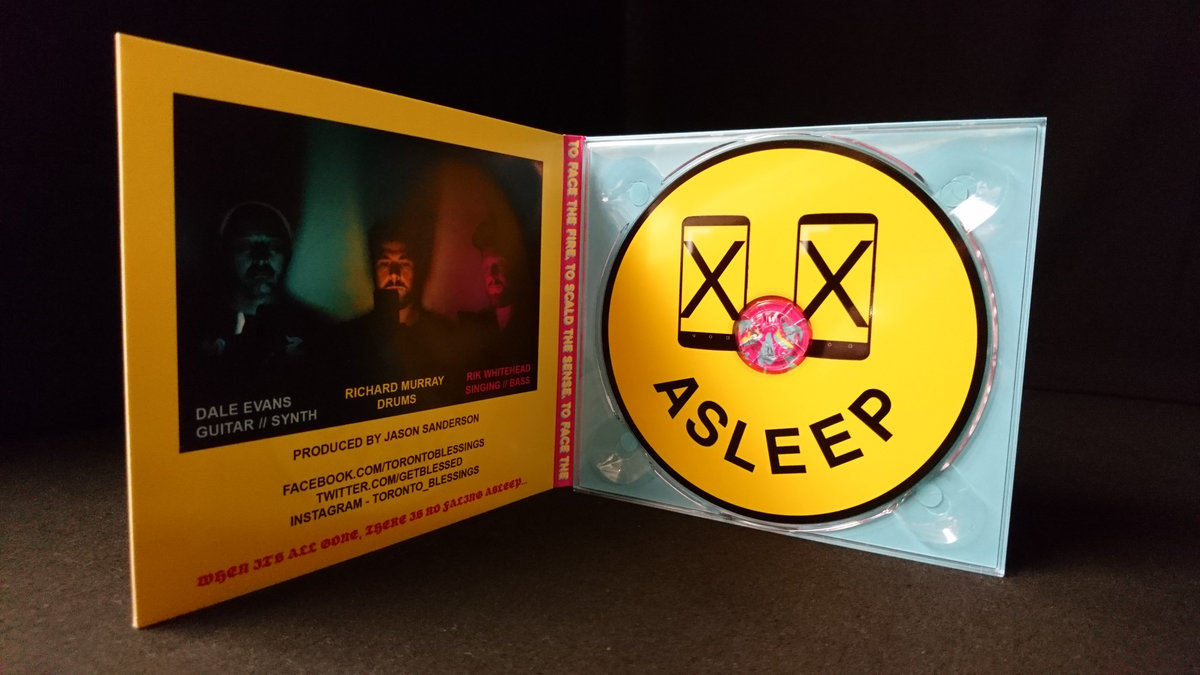 DALE EVANS
GUITAR // SYNTH
RICHARD MURRAY
DRUMS
RIK WHITEHEAD
SINGING // BASS
PRODUCED BY JASON SANDERSON
FACEBOOK.COM/TORONTOBLESSINGS
TWITTER.COM/GETBLESSED
INSTAGRAM - TORONTO_BLESSINGS
WHEN IT'S ALL GONE, THERE IS NO FALING ASLEEP...
TO FACE THE FIRE, TO SCALD THE SENSE, TO FACE THE
X X
ASLEEP